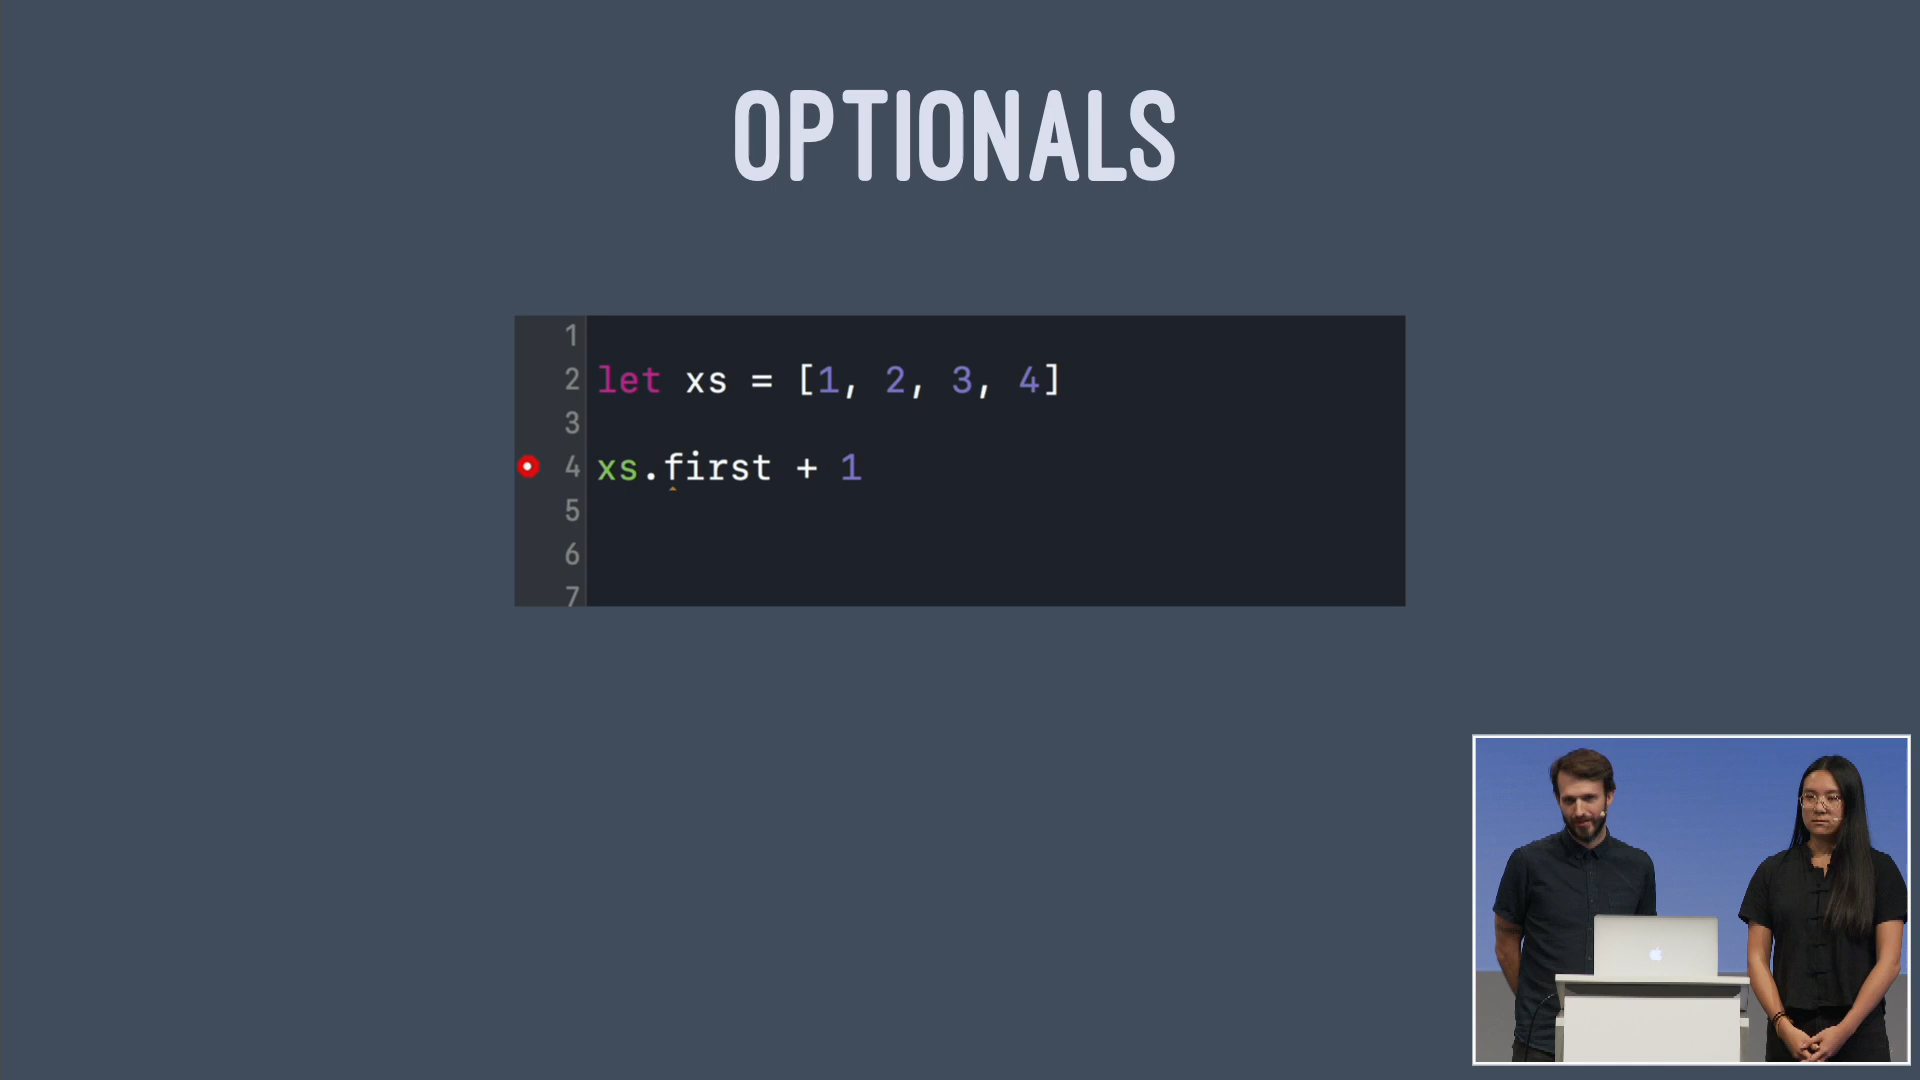 OPTIONALS
1
2 let xs = [1, 2, 3, 4]
3
4 xs.first + 1
5
6
7